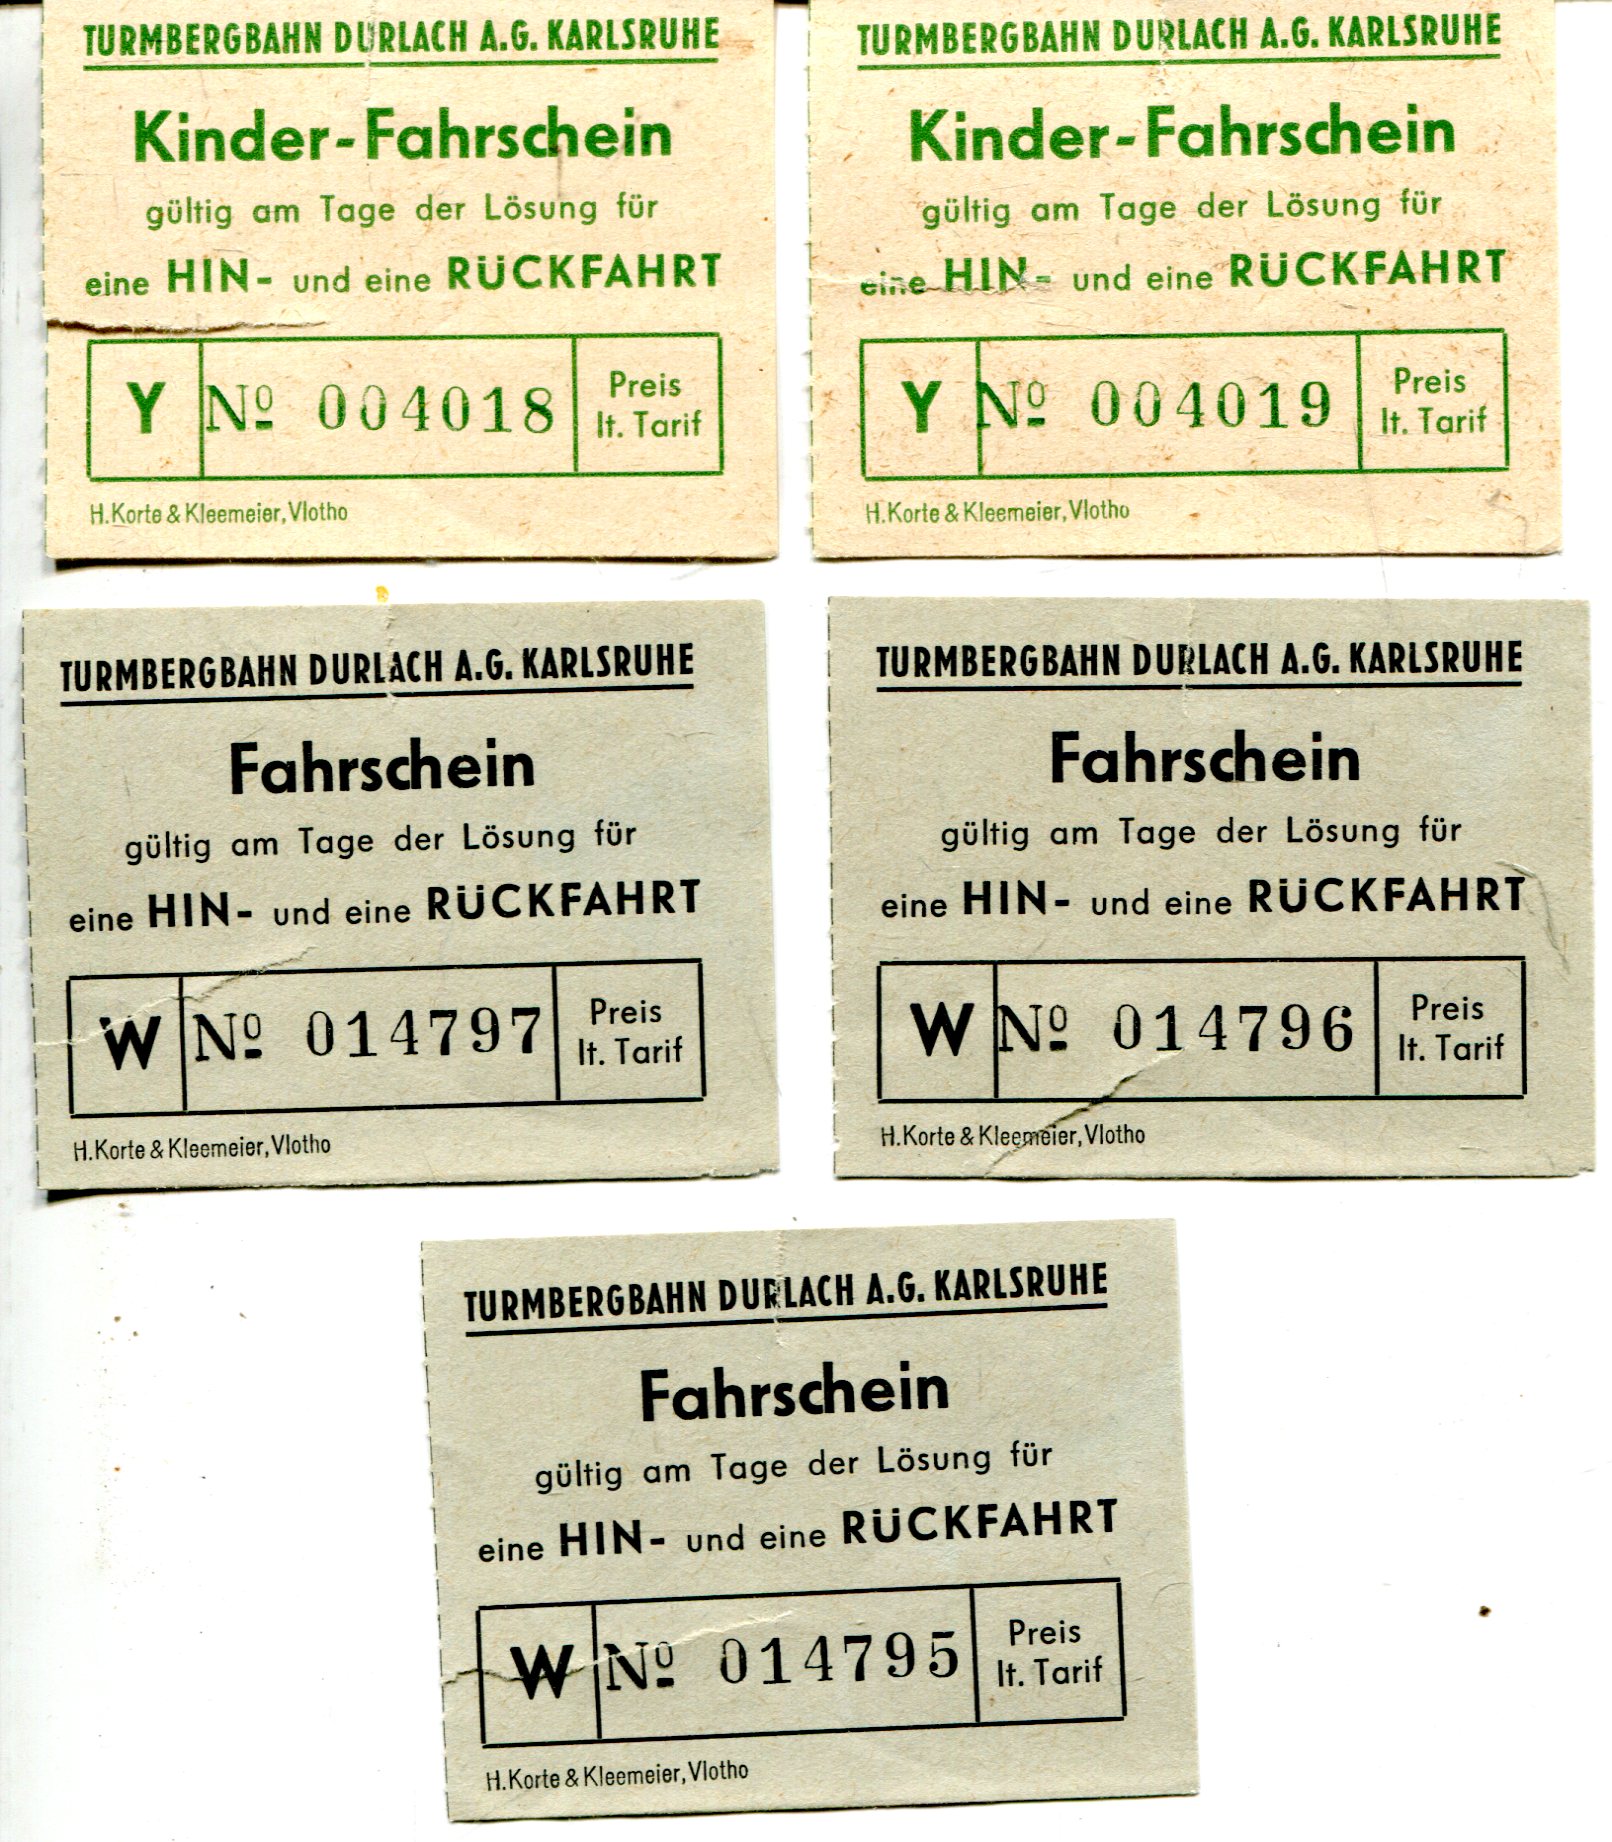 TURMBERGBAHN DURLACH A.G. KARLSRUHE
Kinder-Fahrschein
gültig am Tage der Lösung für
eine HIN- und eine RÜCKFAHRT
Y Nº 004018 Preis
lt. Tarif
H. Korte & Kleemeier, Vlotho
TURMBERGBAHN DURLACH A.G. KARLSRUHE
Kinder-Fahrschein
gültig am Tage der Lösung für
eine HIN- und eine RÜCKFAHRT
Y Nº 004019 Preis
lt. Tarif
H. Korte & Kleemeier, Vlotho
TURMBERGBAHN DURLACH A.G. KARLSRUHE
Fahrschein
gültig am Tage der Lösung für
eine HIN- und eine RÜCKFAHRT
W Nº 014797 Preis
lt. Tarif
H. Korte & Kleemeier, Vlotho
TURMBERGBAHN DURLACH A.G. KARLSRUHE
Fahrschein
gültig am Tage der Lösung für
eine HIN- und eine RÜCKFAHRT
W Nº 014796 Preis
lt. Tarif
H. Korte & Kleemeier, Vlotho
TURMBERGBAHN DURLACH A.G. KARLSRUHE
Fahrschein
gültig am Tage der Lösung für
eine HIN- und eine RÜCKFAHRT
W Nº 014795 Preis
lt. Tarif
H. Korte & Kleemeier, Vlotho